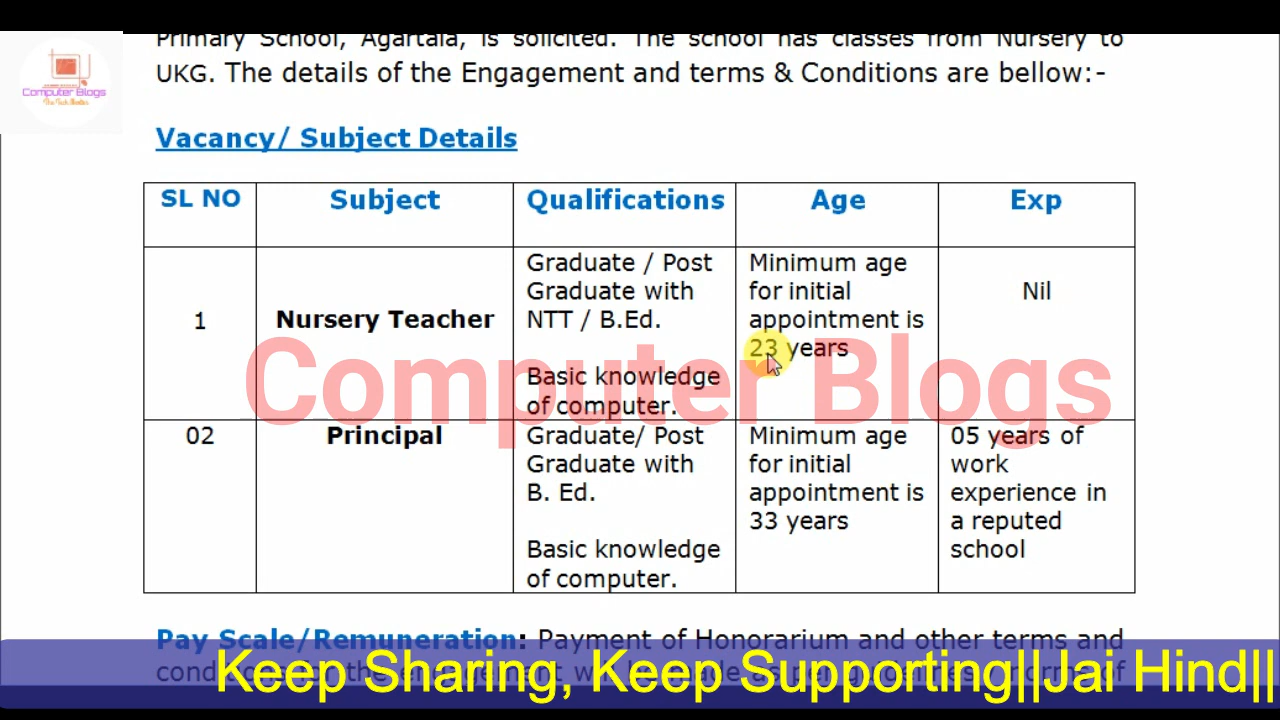 Primary School, Agartala, is solicited. The school has classes from Nursery to
UKG. The details of the Engagement and terms & Conditions are bellow:-
Computer Blogs
The Tech Mentor
Vacancy/ Subject Details
SL NO Subject Qualifications Age Exp
1
Nursery Teacher
Graduate / Post
Graduate with
NTT / B.Ed.
Basic knowledge
of computer.
Minimum age
for initial
appointment is
23 years
Nil
Computer Blogs
02
Principal
Graduate/ Post
Graduate with
B. Ed.
Basic knowledge
of computer.
Minimum age
for initial
appointment is
33 years
05 years of
work
experience in
a reputed
school
Pay Scale/Remuneration: Payment of Honorarium and other terms and
Keep Sharing, Keep Supporting||Jai Hind||